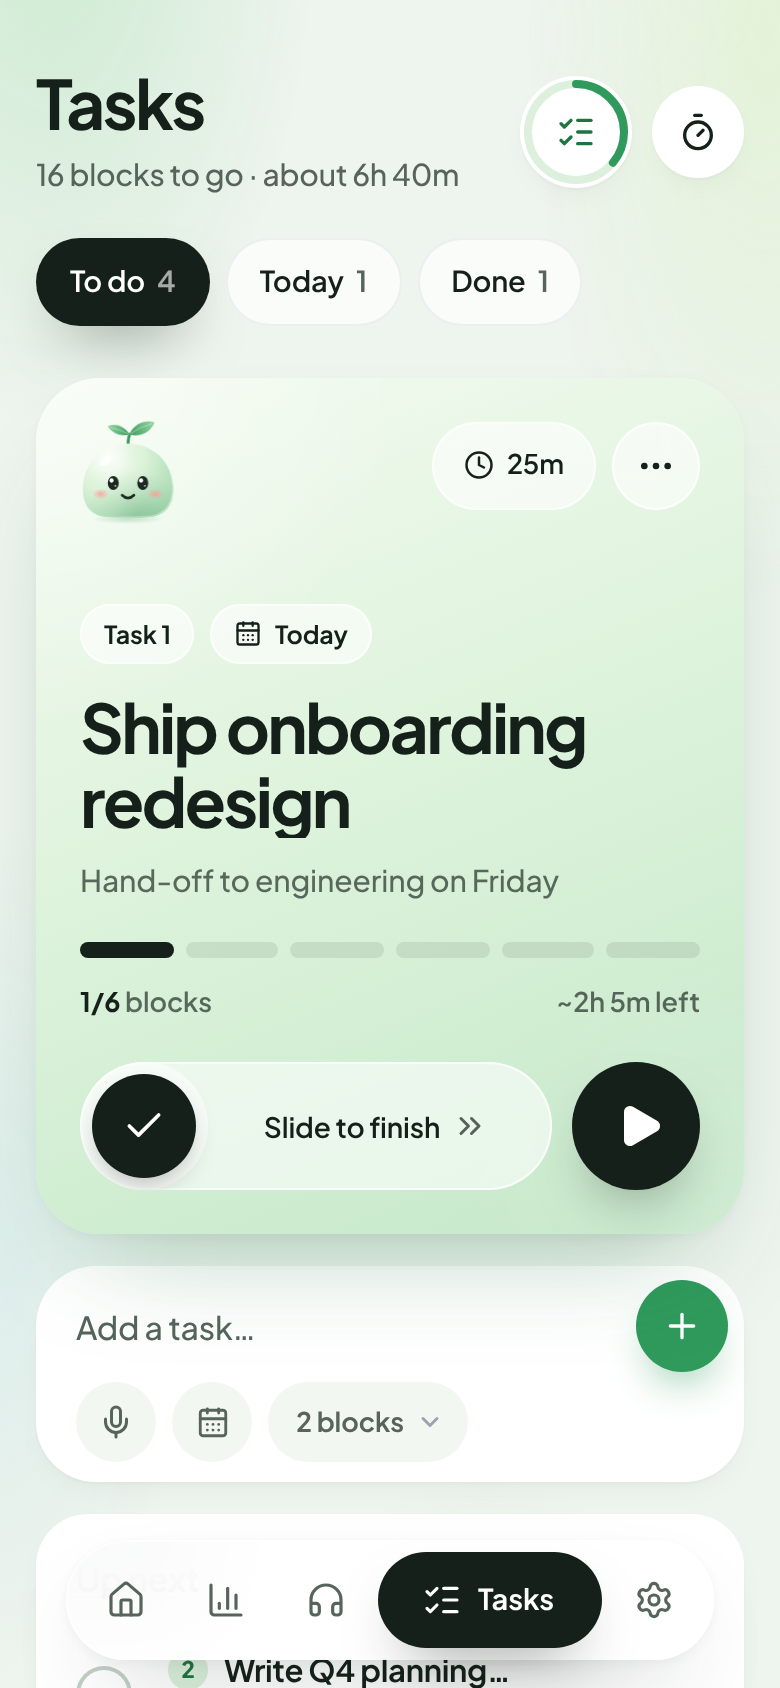 Tasks
16 blocks to go · about 6h 40m
To do 4
Today 1
Done 1
25m
Task 1
Today
Ship onboarding
redesign
Hand-off to engineering on Friday
1/6 blocks
~2h 5m left
Slide to finish
Add a task...
2 blocks
Up next
Tasks
2 Write Q4 planning...